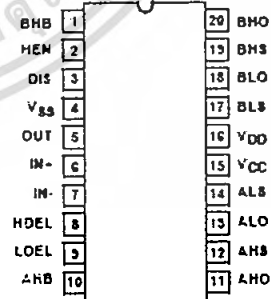 BHB 1 20 BHO
HEN 2 19 BHS
DIS 3 18 BLO
VSS 4 17 BLS
OUT 5 16 VDD
IN+ 6 15 VCC
IN- 7 14 ALS
HDEL 8 13 ALO
LDEL 9 12 AHS
AHB 10 11 AHO